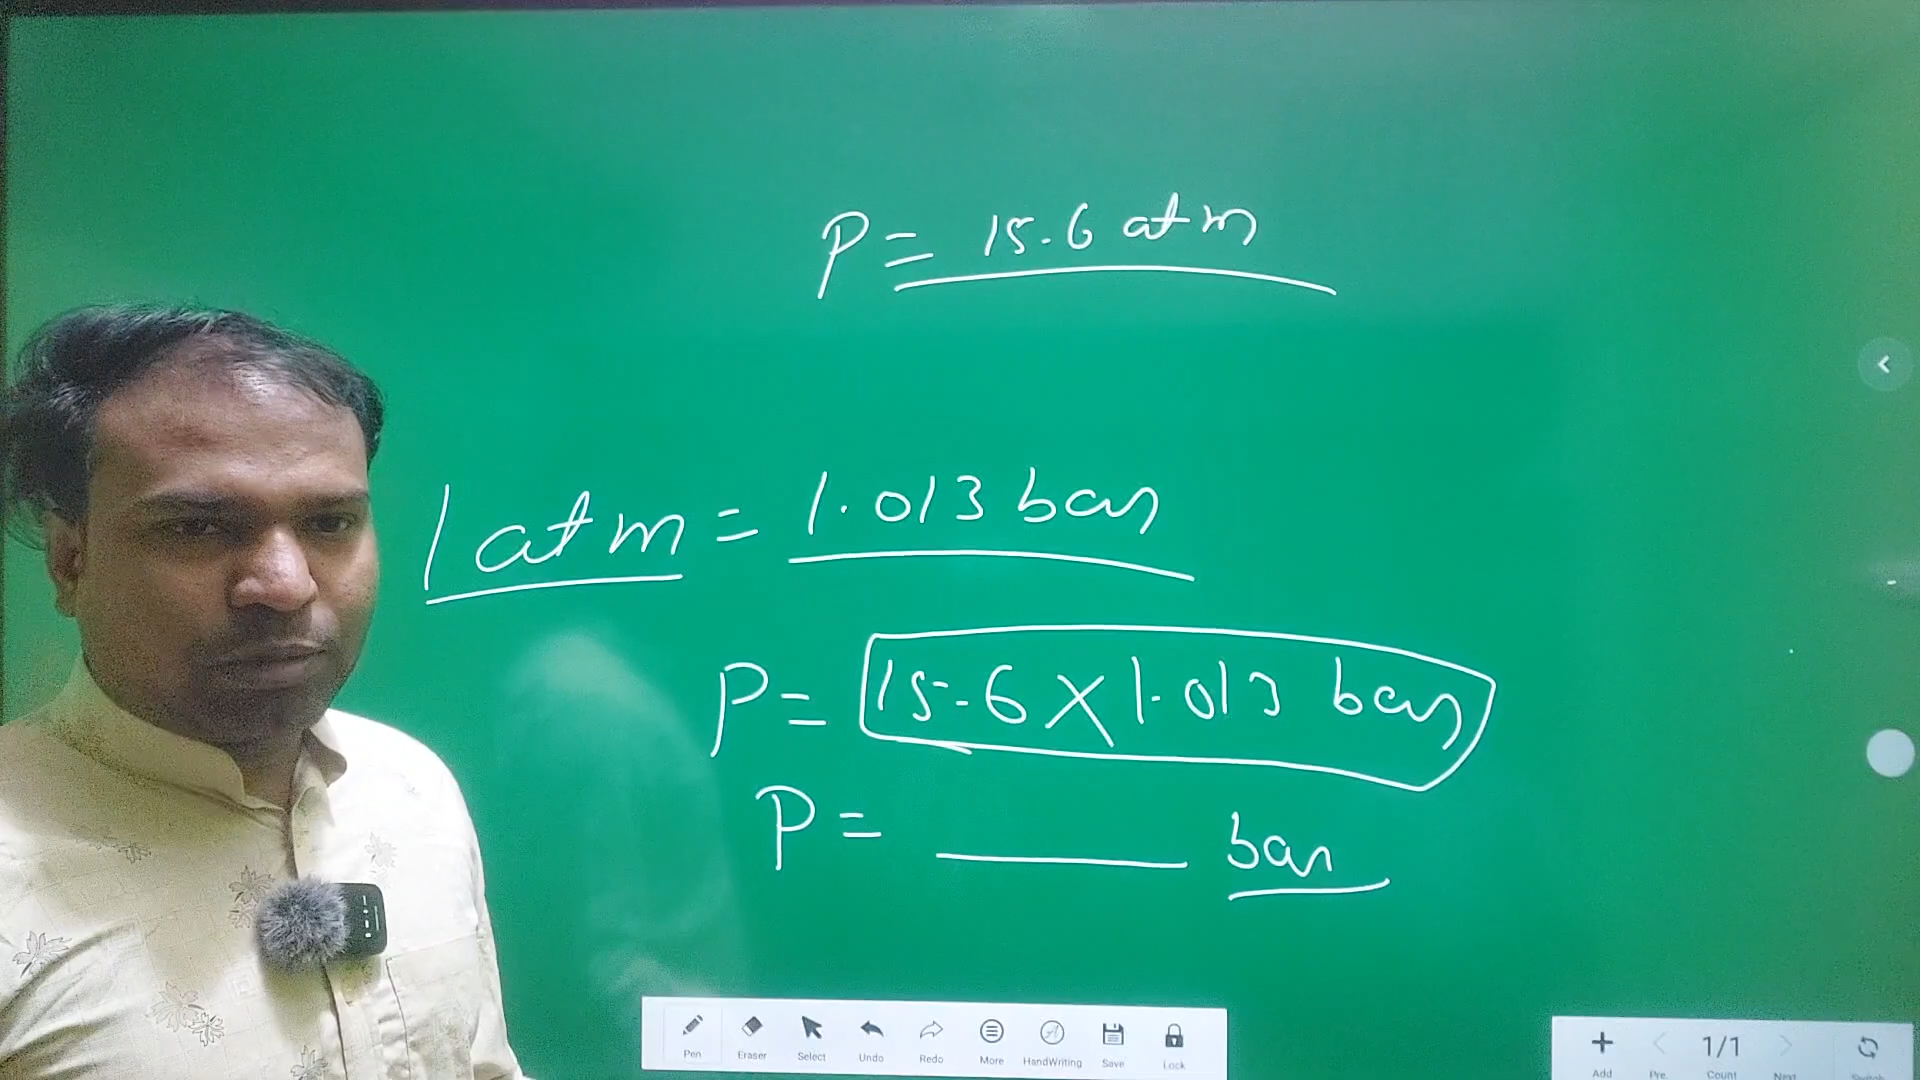 P = 15.6 atm
1 atm = 1.013 bar
P = 15.6 X 1.013 bar
P = ______ bar
Pen Eraser Select Undo Redo More HandWriting Save Lock
Add Pre. 1/1 Count Next